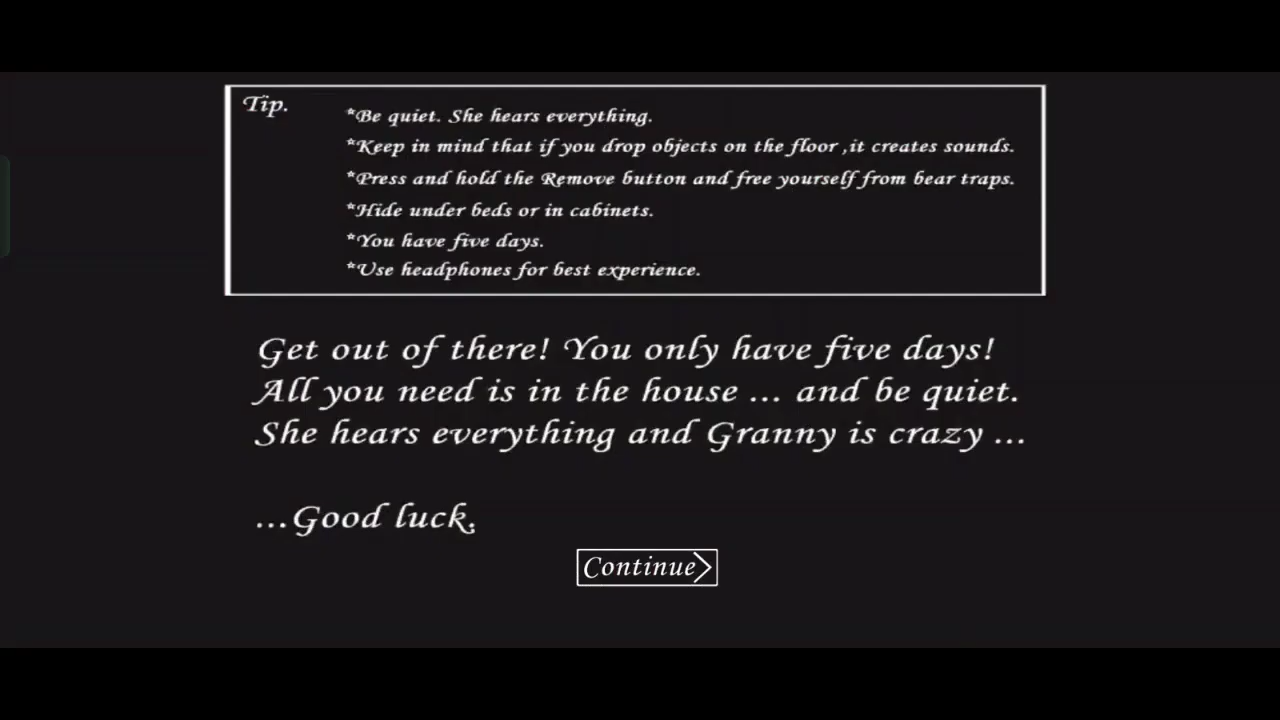 Tip.
*Be quiet. She hears everything.
*Keep in mind that if you drop objects on the floor ,it creates sounds.
*Press and hold the Remove button and free yourself from bear traps.
*Hide under beds or in cabinets.
*You have five days.
*Use headphones for best experience.
Get out of there! You only have five days!
All you need is in the house ... and be quiet.
She hears everything and Granny is crazy ...
...Good luck.
Continue